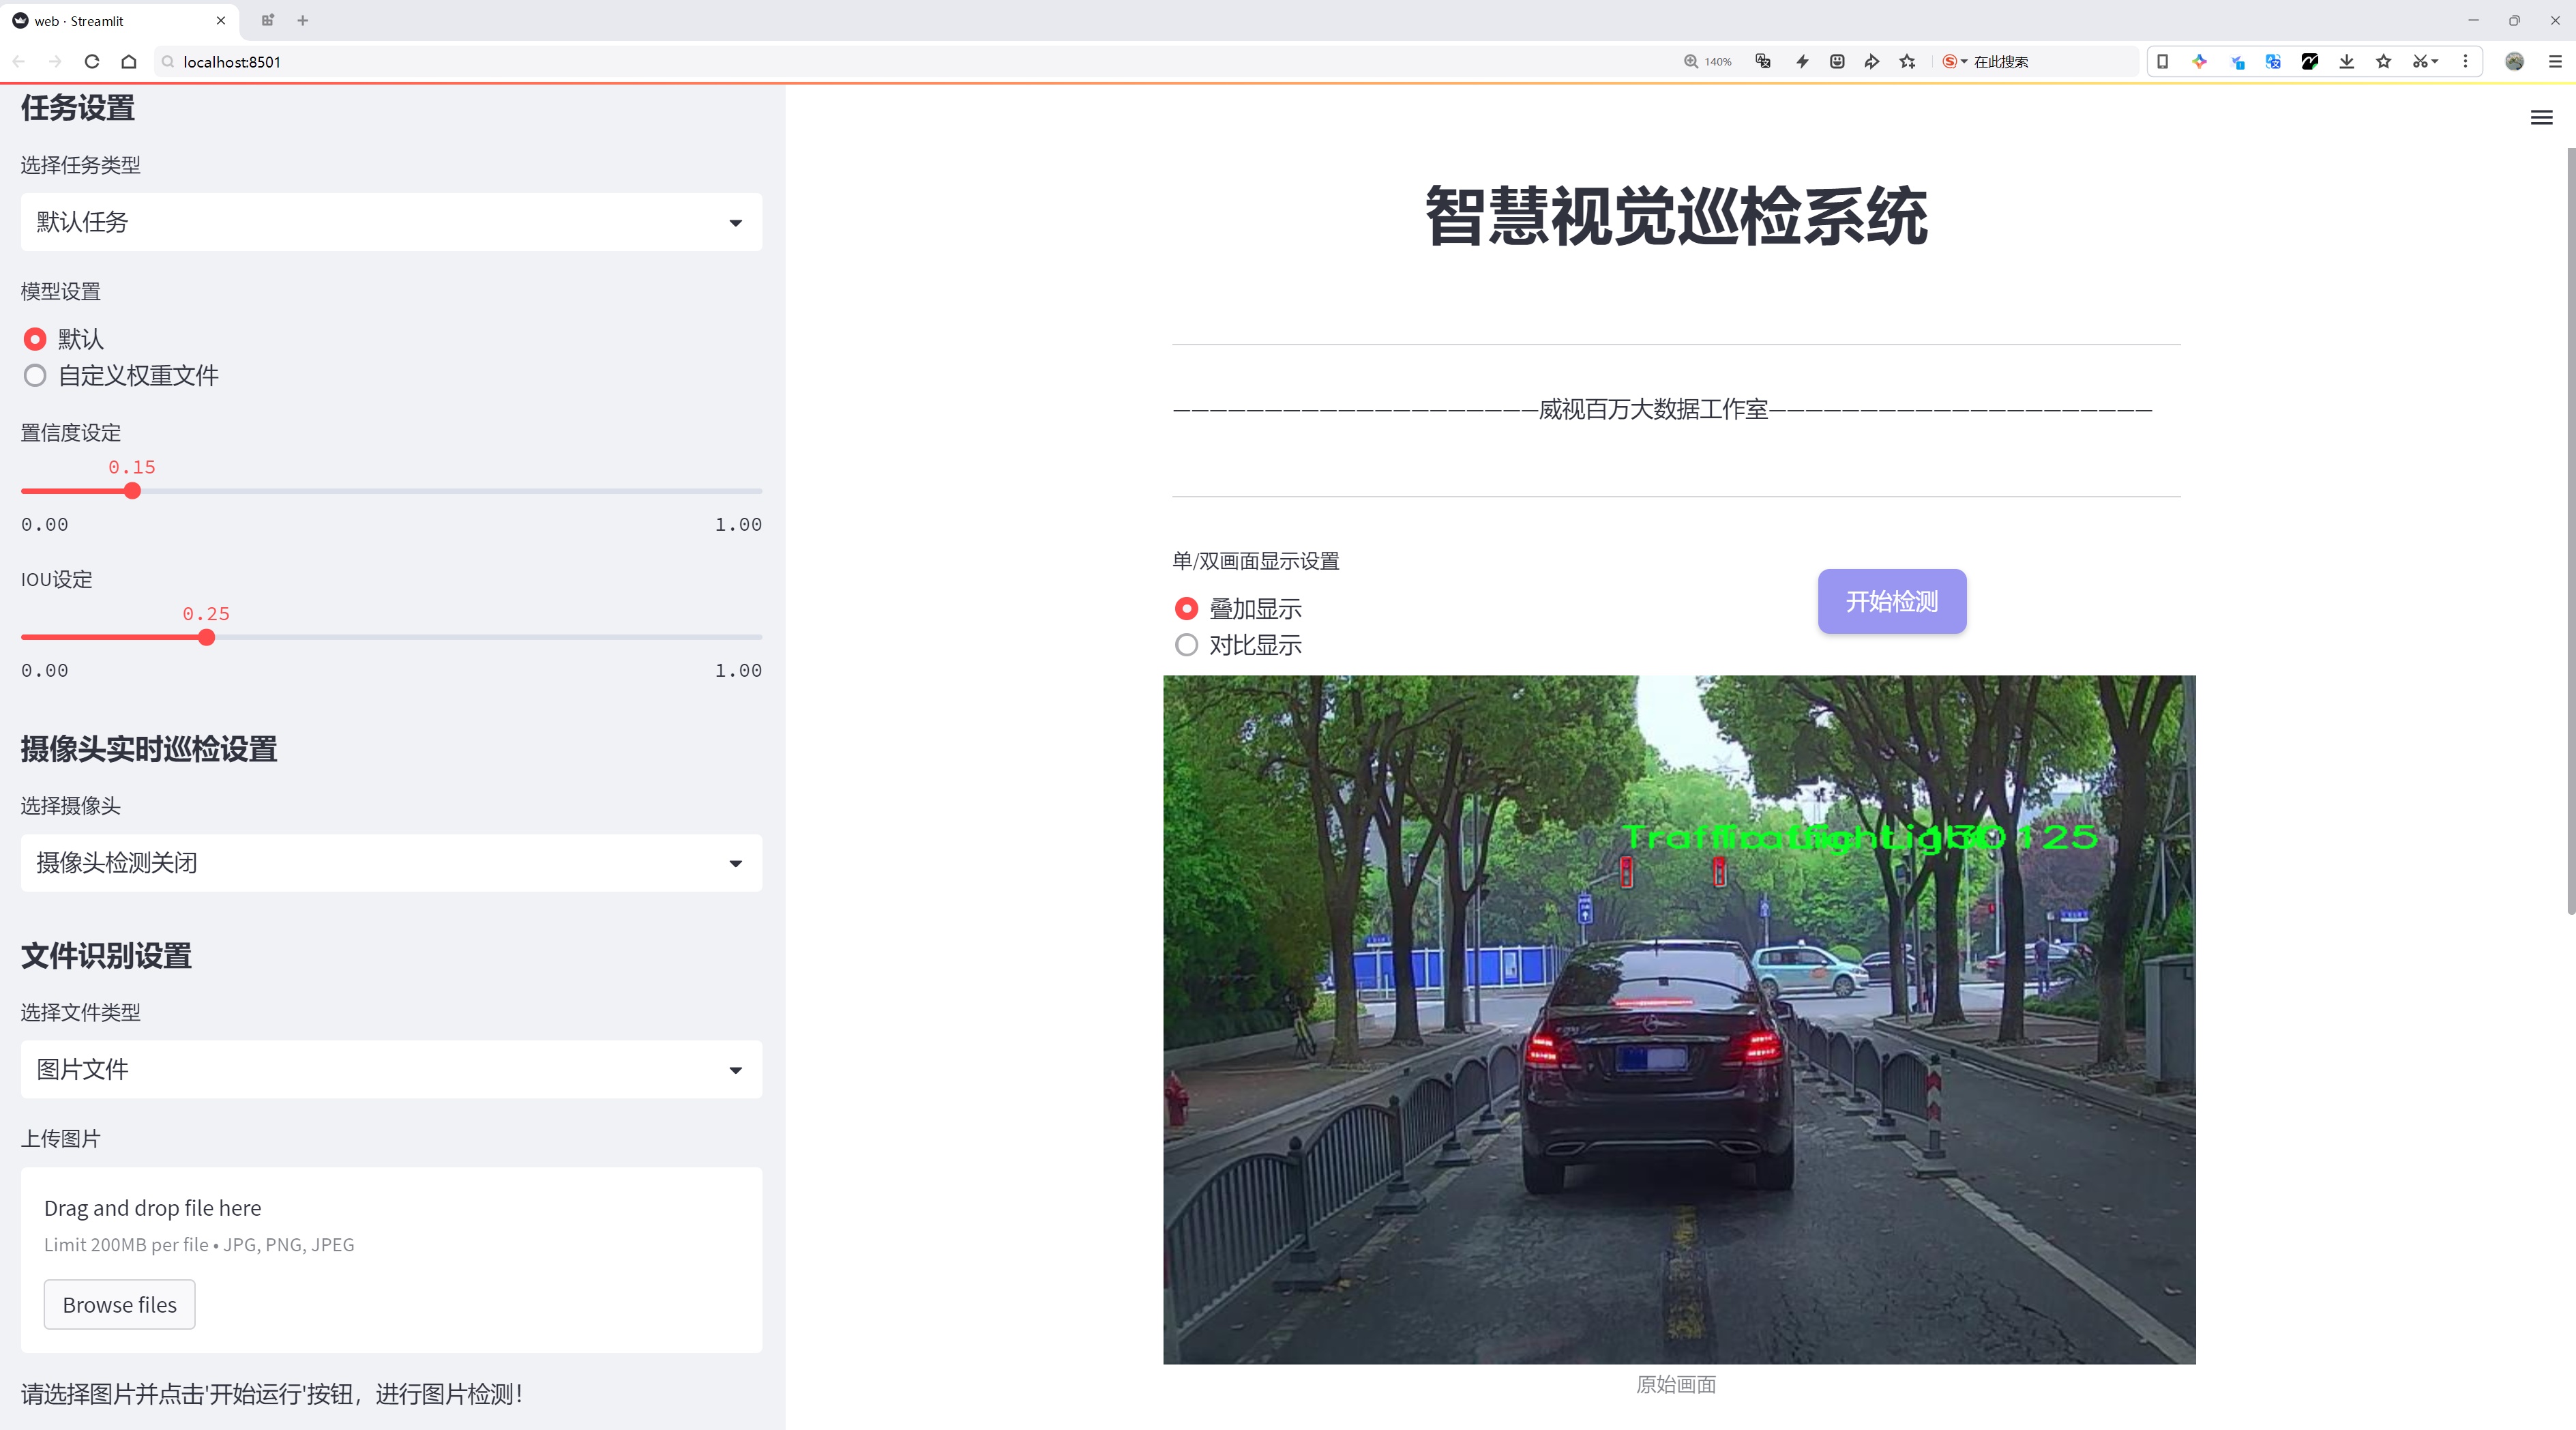 web · Streamlit
localhost:8501
140%
在此搜索
任务设置
选择任务类型
默认任务
模型设置
默认
自定义权重文件
置信度设定
0.15
0.00 1.00
IOU设定
0.25
0.00 1.00
摄像头实时巡检设置
选择摄像头
摄像头检测关闭
文件识别设置
选择文件类型
图片文件
上传图片
Drag and drop file here
Limit 200MB per file • JPG, PNG, JPEG
Browse files
请选择图片并点击'开始运行'按钮，进行图片检测！
智慧视觉巡检系统
————————————————————威视百万大数据工作室—————————————————————
单/双画面显示设置
叠加显示
对比显示
开始检测
原始画面